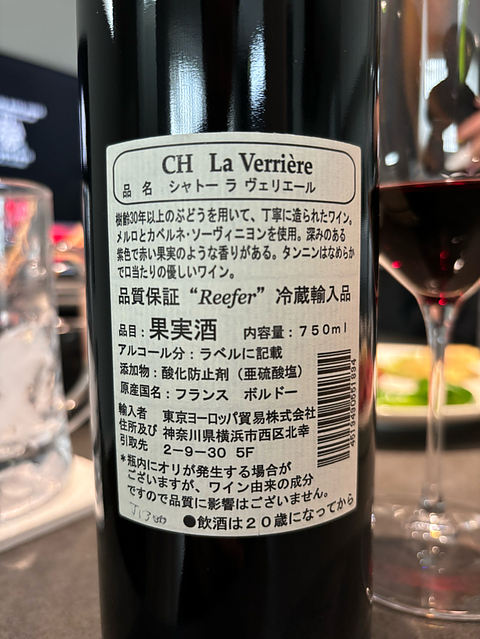 CH La Verrière
品名 シャトー ラ ヴェリエール
樹齢30年以上のぶどうを用いて、丁寧に造られたワイン。
メルロとカベルネ・ソーヴィニヨンを使用。深みのある
紫色で赤い果実のような香りがある。タンニンはなめらか
で口当たりの優しいワイン。
品質保証 “Reefer” 冷蔵輸入品
品目：果実酒 内容量：750ml
アルコール分：ラベルに記載
添加物：酸化防止剤（亜硫酸塩）
原産国名：フランス ボルドー
輸入者 東京ヨーロッパ貿易株式会社
住所及び 神奈川県横浜市西区北幸
引取先 2-9-30 5F
*瓶内にオリが発生する場合が
ございますが、ワイン由来の成分
ですので品質に影響はございません。
●飲酒は20歳になってから